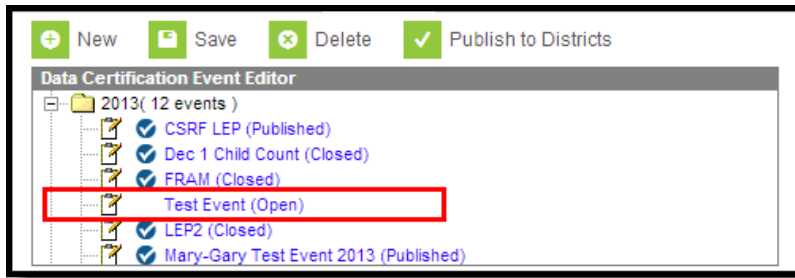 New Save Delete Publish to Districts
Data Certification Event Editor
2013( 12 events )
CSRF LEP (Published)
Dec 1 Child Count (Closed)
FRAM (Closed)
Test Event (Open)
LEP2 (Closed)
Mary-Gary Test Event 2013 (Published)